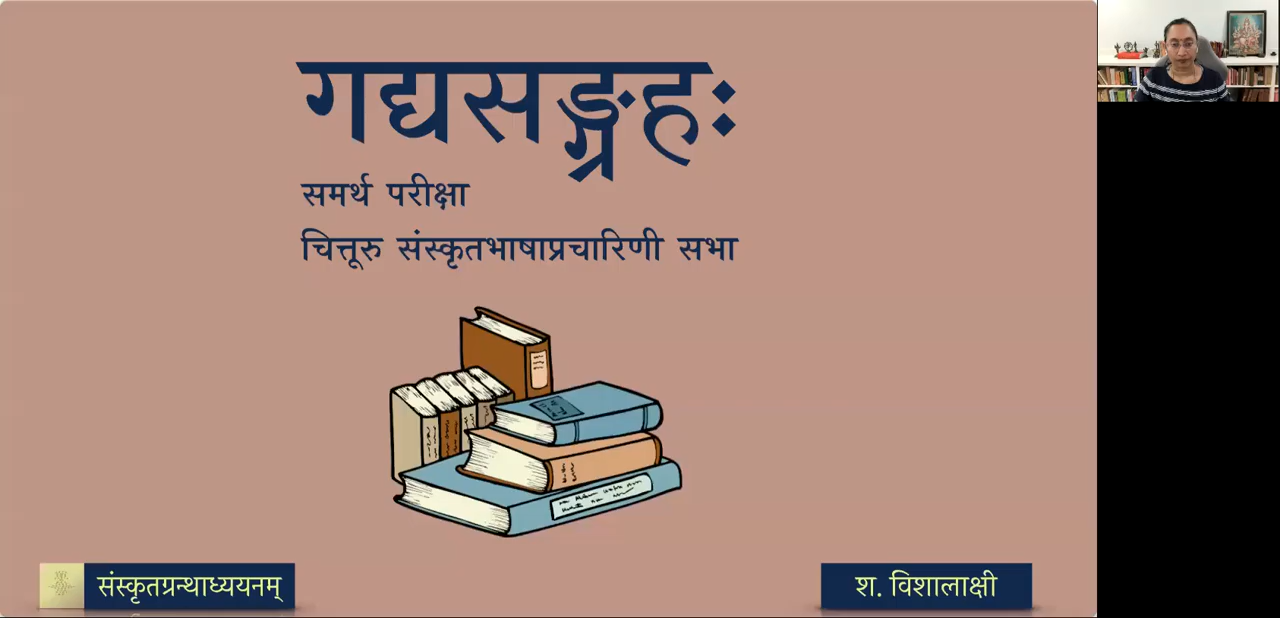 गद्यसङ्ग्रहः
समर्थ परीक्षा
चित्तूरु संस्कृतभाषाप्रचारिणी सभा
संस्कृतग्रन्थाध्ययनम्
श. विशालाक्षी